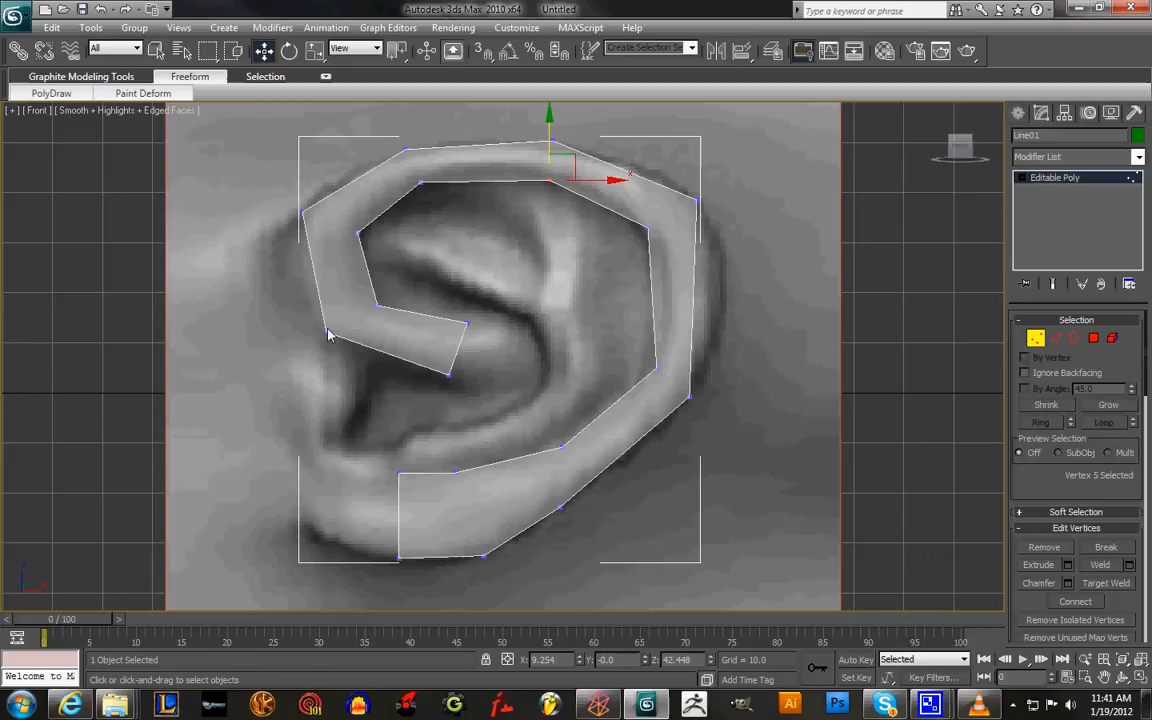 Autodesk 3ds Max 2010 x64 Untitled
Type a keyword or phrase
Edit Tools Group Views Create Modifiers Animation Graph Editors Rendering Customize MAXScript Help
All View Create Selection Se
Graphite Modeling Tools Freeform Selection
PolyDraw Paint Deform
[ + ] [ Front ] [ Smooth + Highlights + Edged Faces ]
Line01
Modifier List
Editable Poly
Selection
By Vertex
Ignore Backfacing
By Angle: 45.0
Shrink Grow
Ring Loop
Preview Selection
Off SubObj Multi
Vertex 5 Selected
Soft Selection
Edit Vertices
Remove Break
Extrude Weld
Chamfer Target Weld
Connect
Remove Isolated Vertices
Remove Unused Map Verts
z
x
0 / 100
0 5 10 15 20 25 30 35 40 45 50 55 60 65 70 75 80 85 90 95 100
1 Object Selected X: 9.254 Y: -0.0 Z: 42.448 Grid = 10.0 Auto Key Selected
Welcome to M Click or click-and-drag to select objects Add Time Tag Set Key Key Filters... 0
11:41 AM
1/19/2012